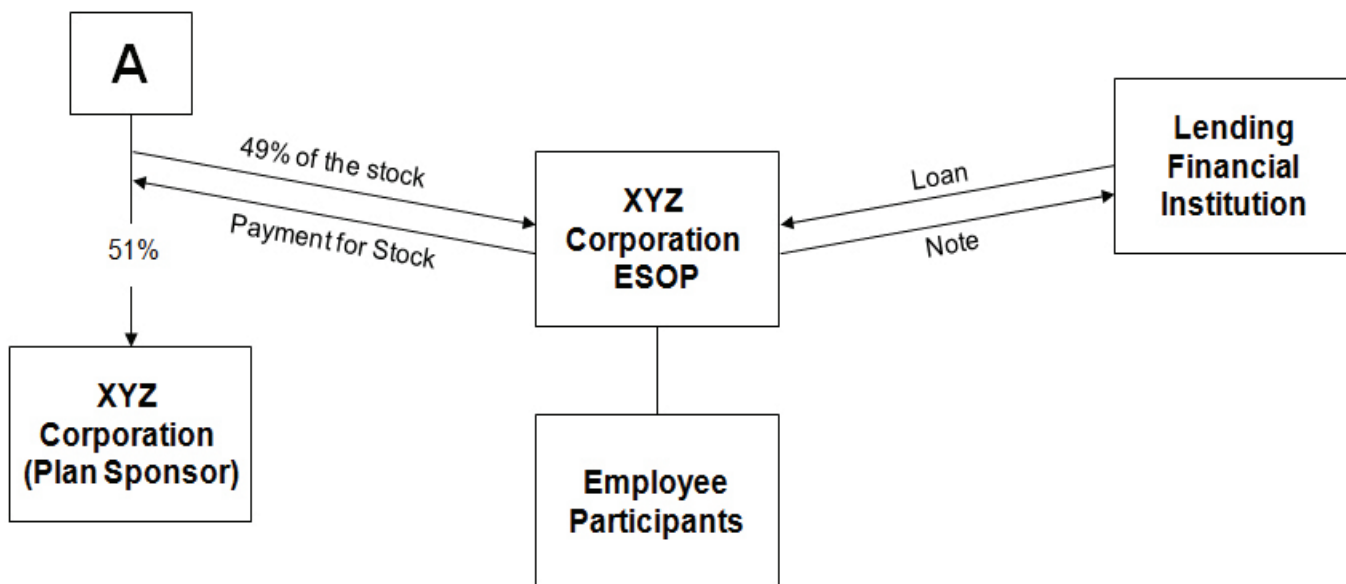 A
49% of the stock
Payment for Stock
51%
XYZ
Corporation
(Plan Sponsor)
XYZ
Corporation
ESOP
Employee
Participants
Loan
Note
Lending
Financial
Institution